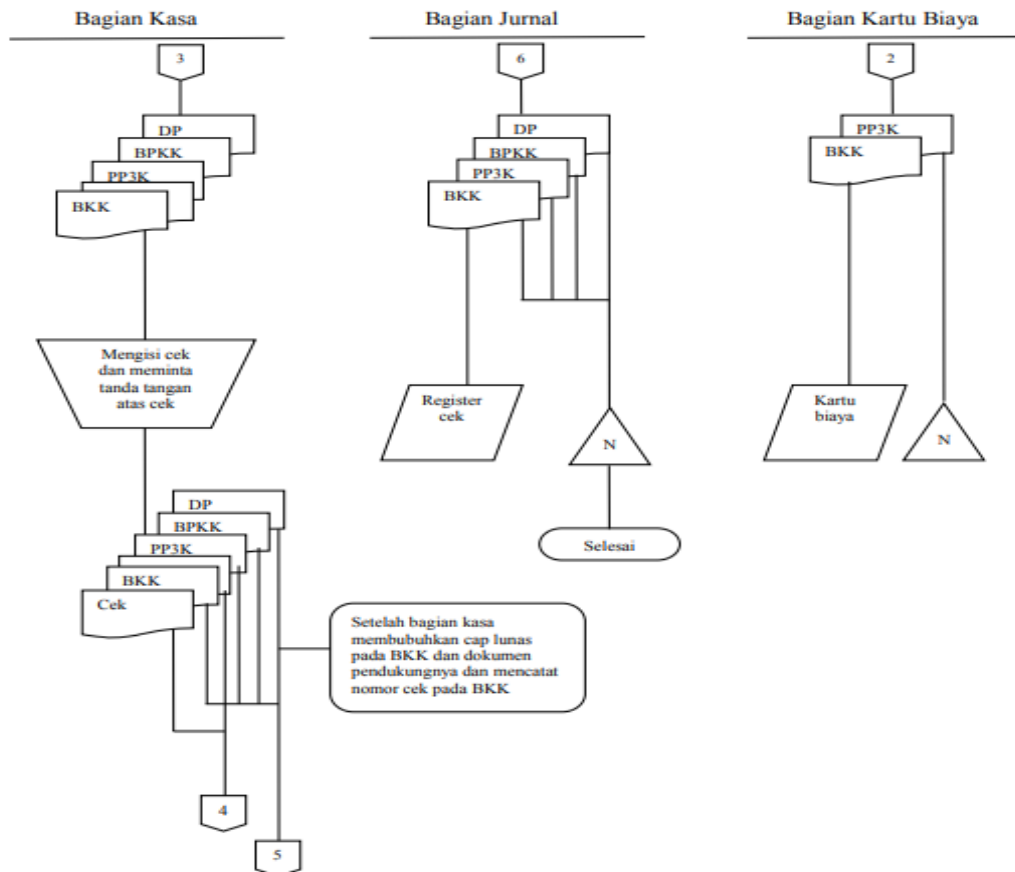 Bagian Kasa
3
DP
BPKK
PP3K
BKK
Mengisi cek
dan meminta
tanda tangan
atas cek
DP
BPKK
PP3K
BKK
Cek
Setelah bagian kasa
membubuhkan cap lunas
pada BKK dan dokumen
pendukungnya dan mencatat
nomor cek pada BKK
4
5
Bagian Jurnal
6
DP
BPKK
PP3K
BKK
Register
cek
N
Selesai
Bagian Kartu Biaya
2
PP3K
BKK
Kartu
biaya
N